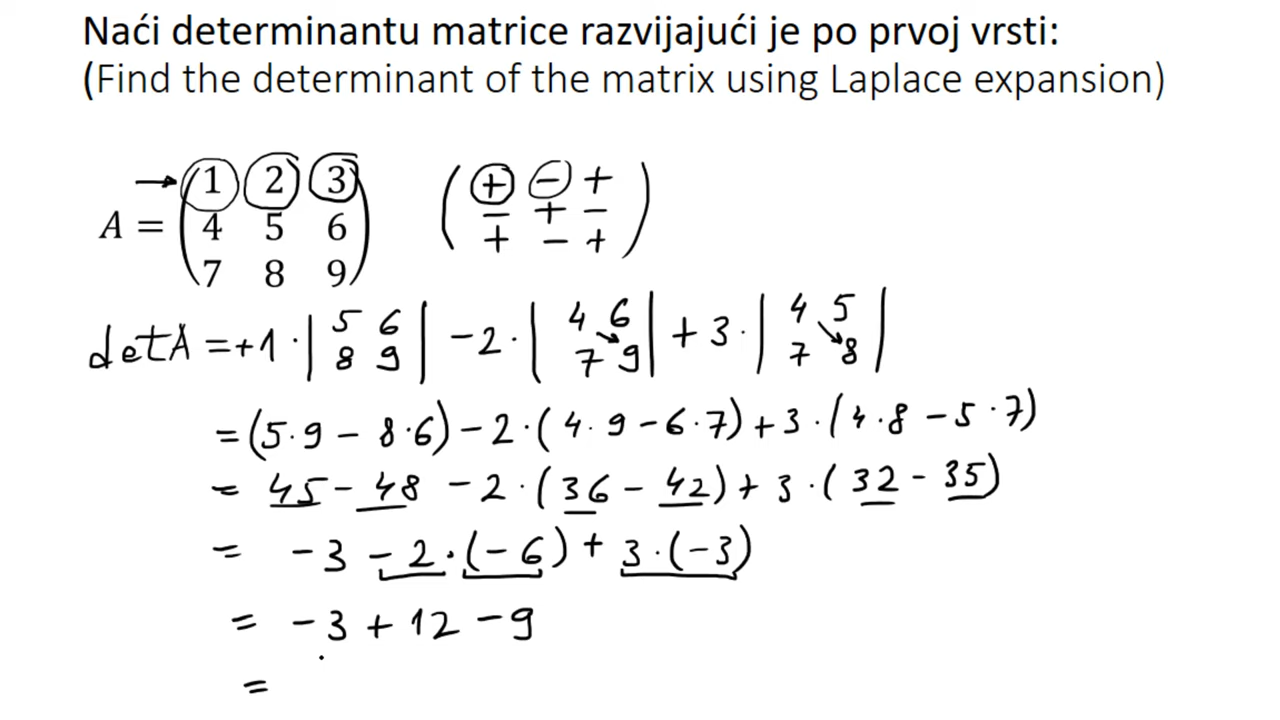 Naći determinantu matrice razvijajući je po prvoj vrsti:
(Find the determinant of the matrix using Laplace expansion)
1 2 3 + − +
A = 4 5 6 − + −
7 8 9 + − +
detA = +1 · | 5 6 | − 2 · | 4 6 | + 3 · | 4 5 |
8 9 7 9 7 8
= (5·9 − 8·6) − 2·(4·9 − 6·7) + 3·(4·8 − 5·7)
= 45 − 48 − 2·(36 − 42) + 3·(32 − 35)
= −3 − 2·(−6) + 3·(−3)
= −3 + 12 − 9
=